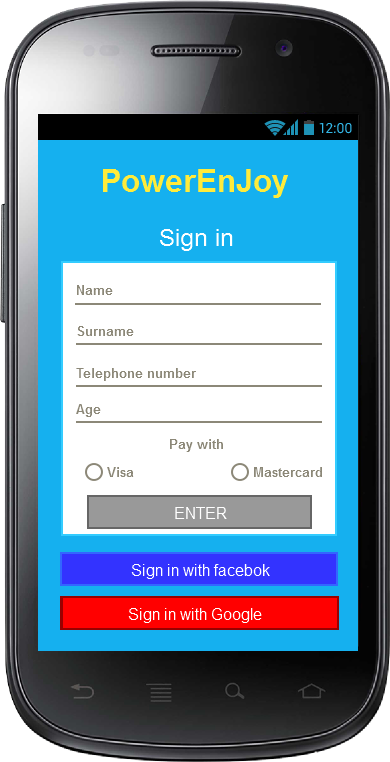 12:00
PowerEnJoy
Sign in
Name
Surname
Telephone number
Age
Pay with
Visa Mastercard
ENTER
Sign in with facebok
Sign in with Google